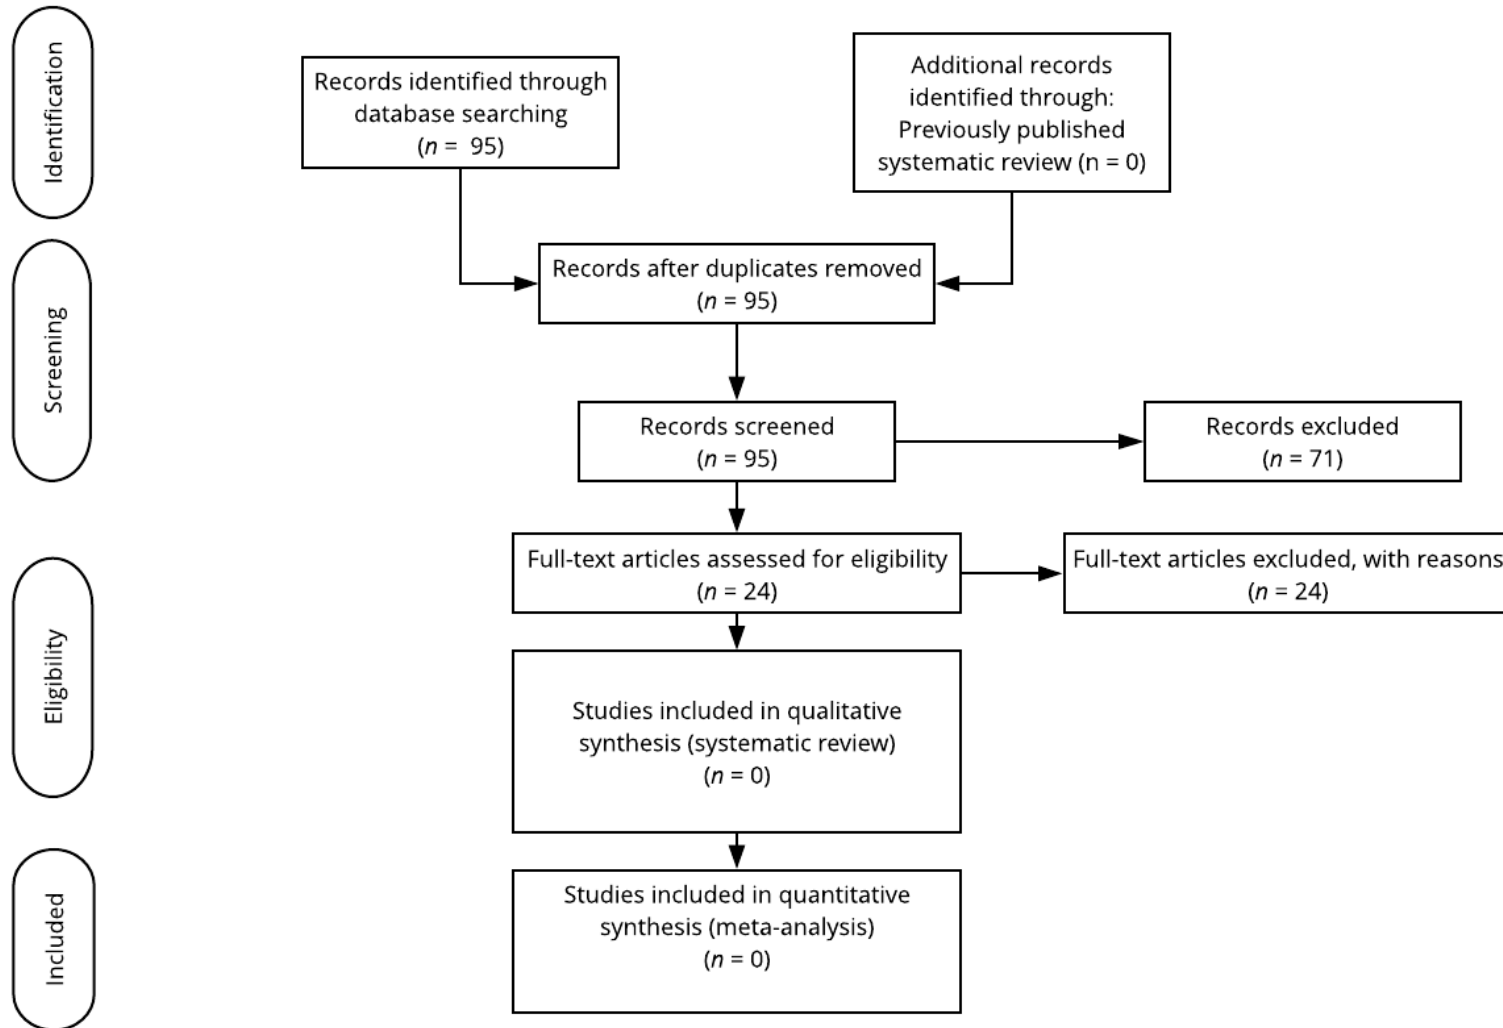 Identification
Records identified through
database searching
(n =  95)
Additional records
identified through:
Previously published
systematic review (n = 0)
Screening
Records after duplicates removed
(n = 95)
Records screened
(n = 95)
Records excluded
(n = 71)
Eligibility
Full-text articles assessed for eligibility
(n = 24)
Full-text articles excluded, with reasons
(n = 24)
Studies included in qualitative
synthesis (systematic review)
(n = 0)
Included
Studies included in quantitative
synthesis (meta-analysis)
(n = 0)